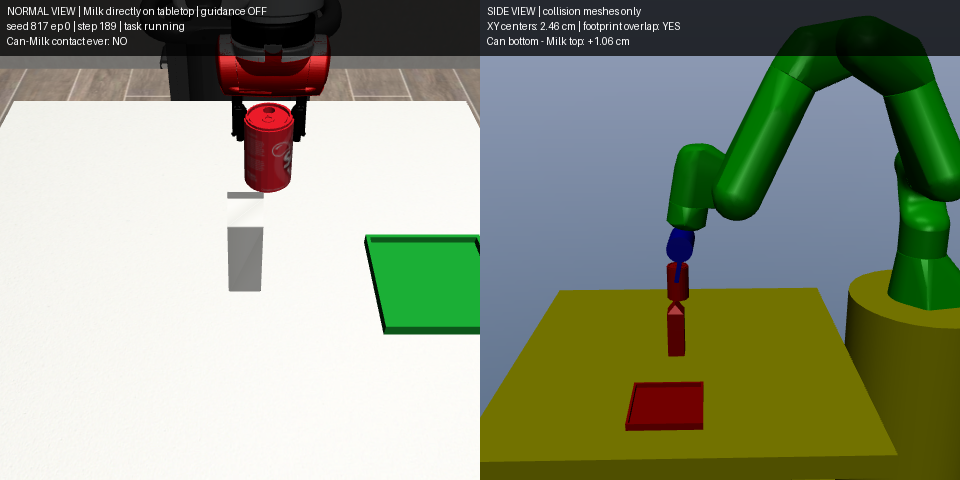 NORMAL VIEW | Milk directly on tabletop | guidance OFF
seed 817 ep0 | step 189 | task running
Can-Milk contact ever: NO
SIDE VIEW | collision meshes only
XY centers: 2.46 cm | footprint overlap: YES
Can bottom - Milk top: +1.06 cm